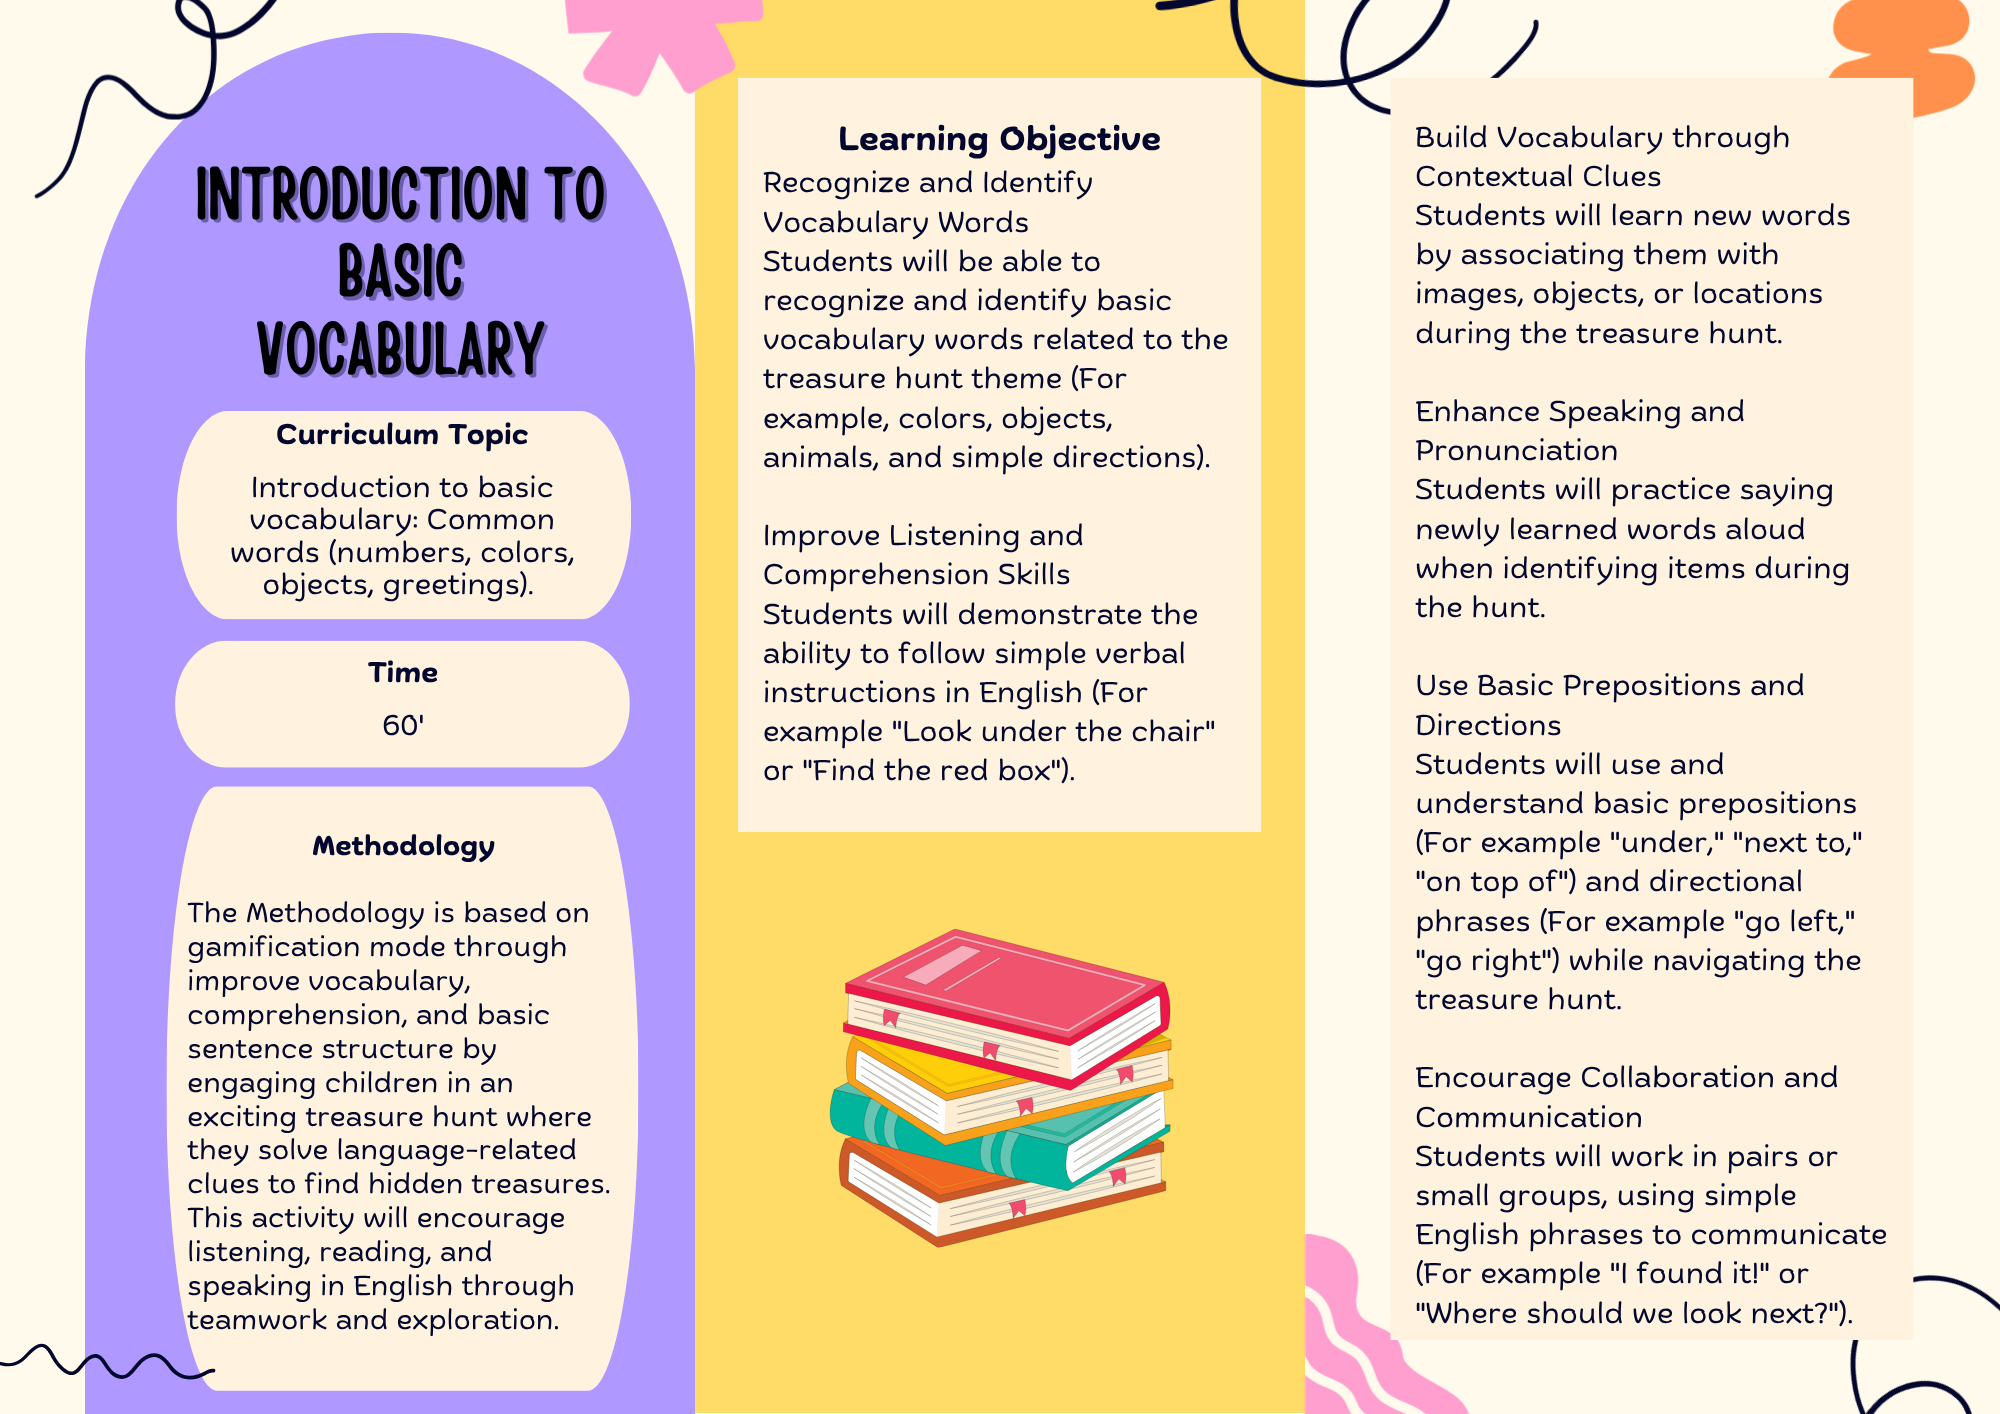 INTRODUCTION TO
BASIC
VOCABULARY
Curriculum Topic
Introduction to basic
vocabulary: Common
words (numbers, colors,
objects, greetings).
Time
60'
Methodology
The Methodology is based on
gamification mode through
improve vocabulary,
comprehension, and basic
sentence structure by
engaging children in an
exciting treasure hunt where
they solve language-related
clues to find hidden treasures.
This activity will encourage
listening, reading, and
speaking in English through
teamwork and exploration.
Learning Objective
Recognize and Identify
Vocabulary Words
Students will be able to
recognize and identify basic
vocabulary words related to the
treasure hunt theme (For
example, colors, objects,
animals, and simple directions).
Improve Listening and
Comprehension Skills
Students will demonstrate the
ability to follow simple verbal
instructions in English (For
example "Look under the chair"
or "Find the red box").
Build Vocabulary through
Contextual Clues
Students will learn new words
by associating them with
images, objects, or locations
during the treasure hunt.
Enhance Speaking and
Pronunciation
Students will practice saying
newly learned words aloud
when identifying items during
the hunt.
Use Basic Prepositions and
Directions
Students will use and
understand basic prepositions
(For example "under," "next to,"
"on top of") and directional
phrases (For example "go left,"
"go right") while navigating the
treasure hunt.
Encourage Collaboration and
Communication
Students will work in pairs or
small groups, using simple
English phrases to communicate
(For example "I found it!" or
"Where should we look next?").